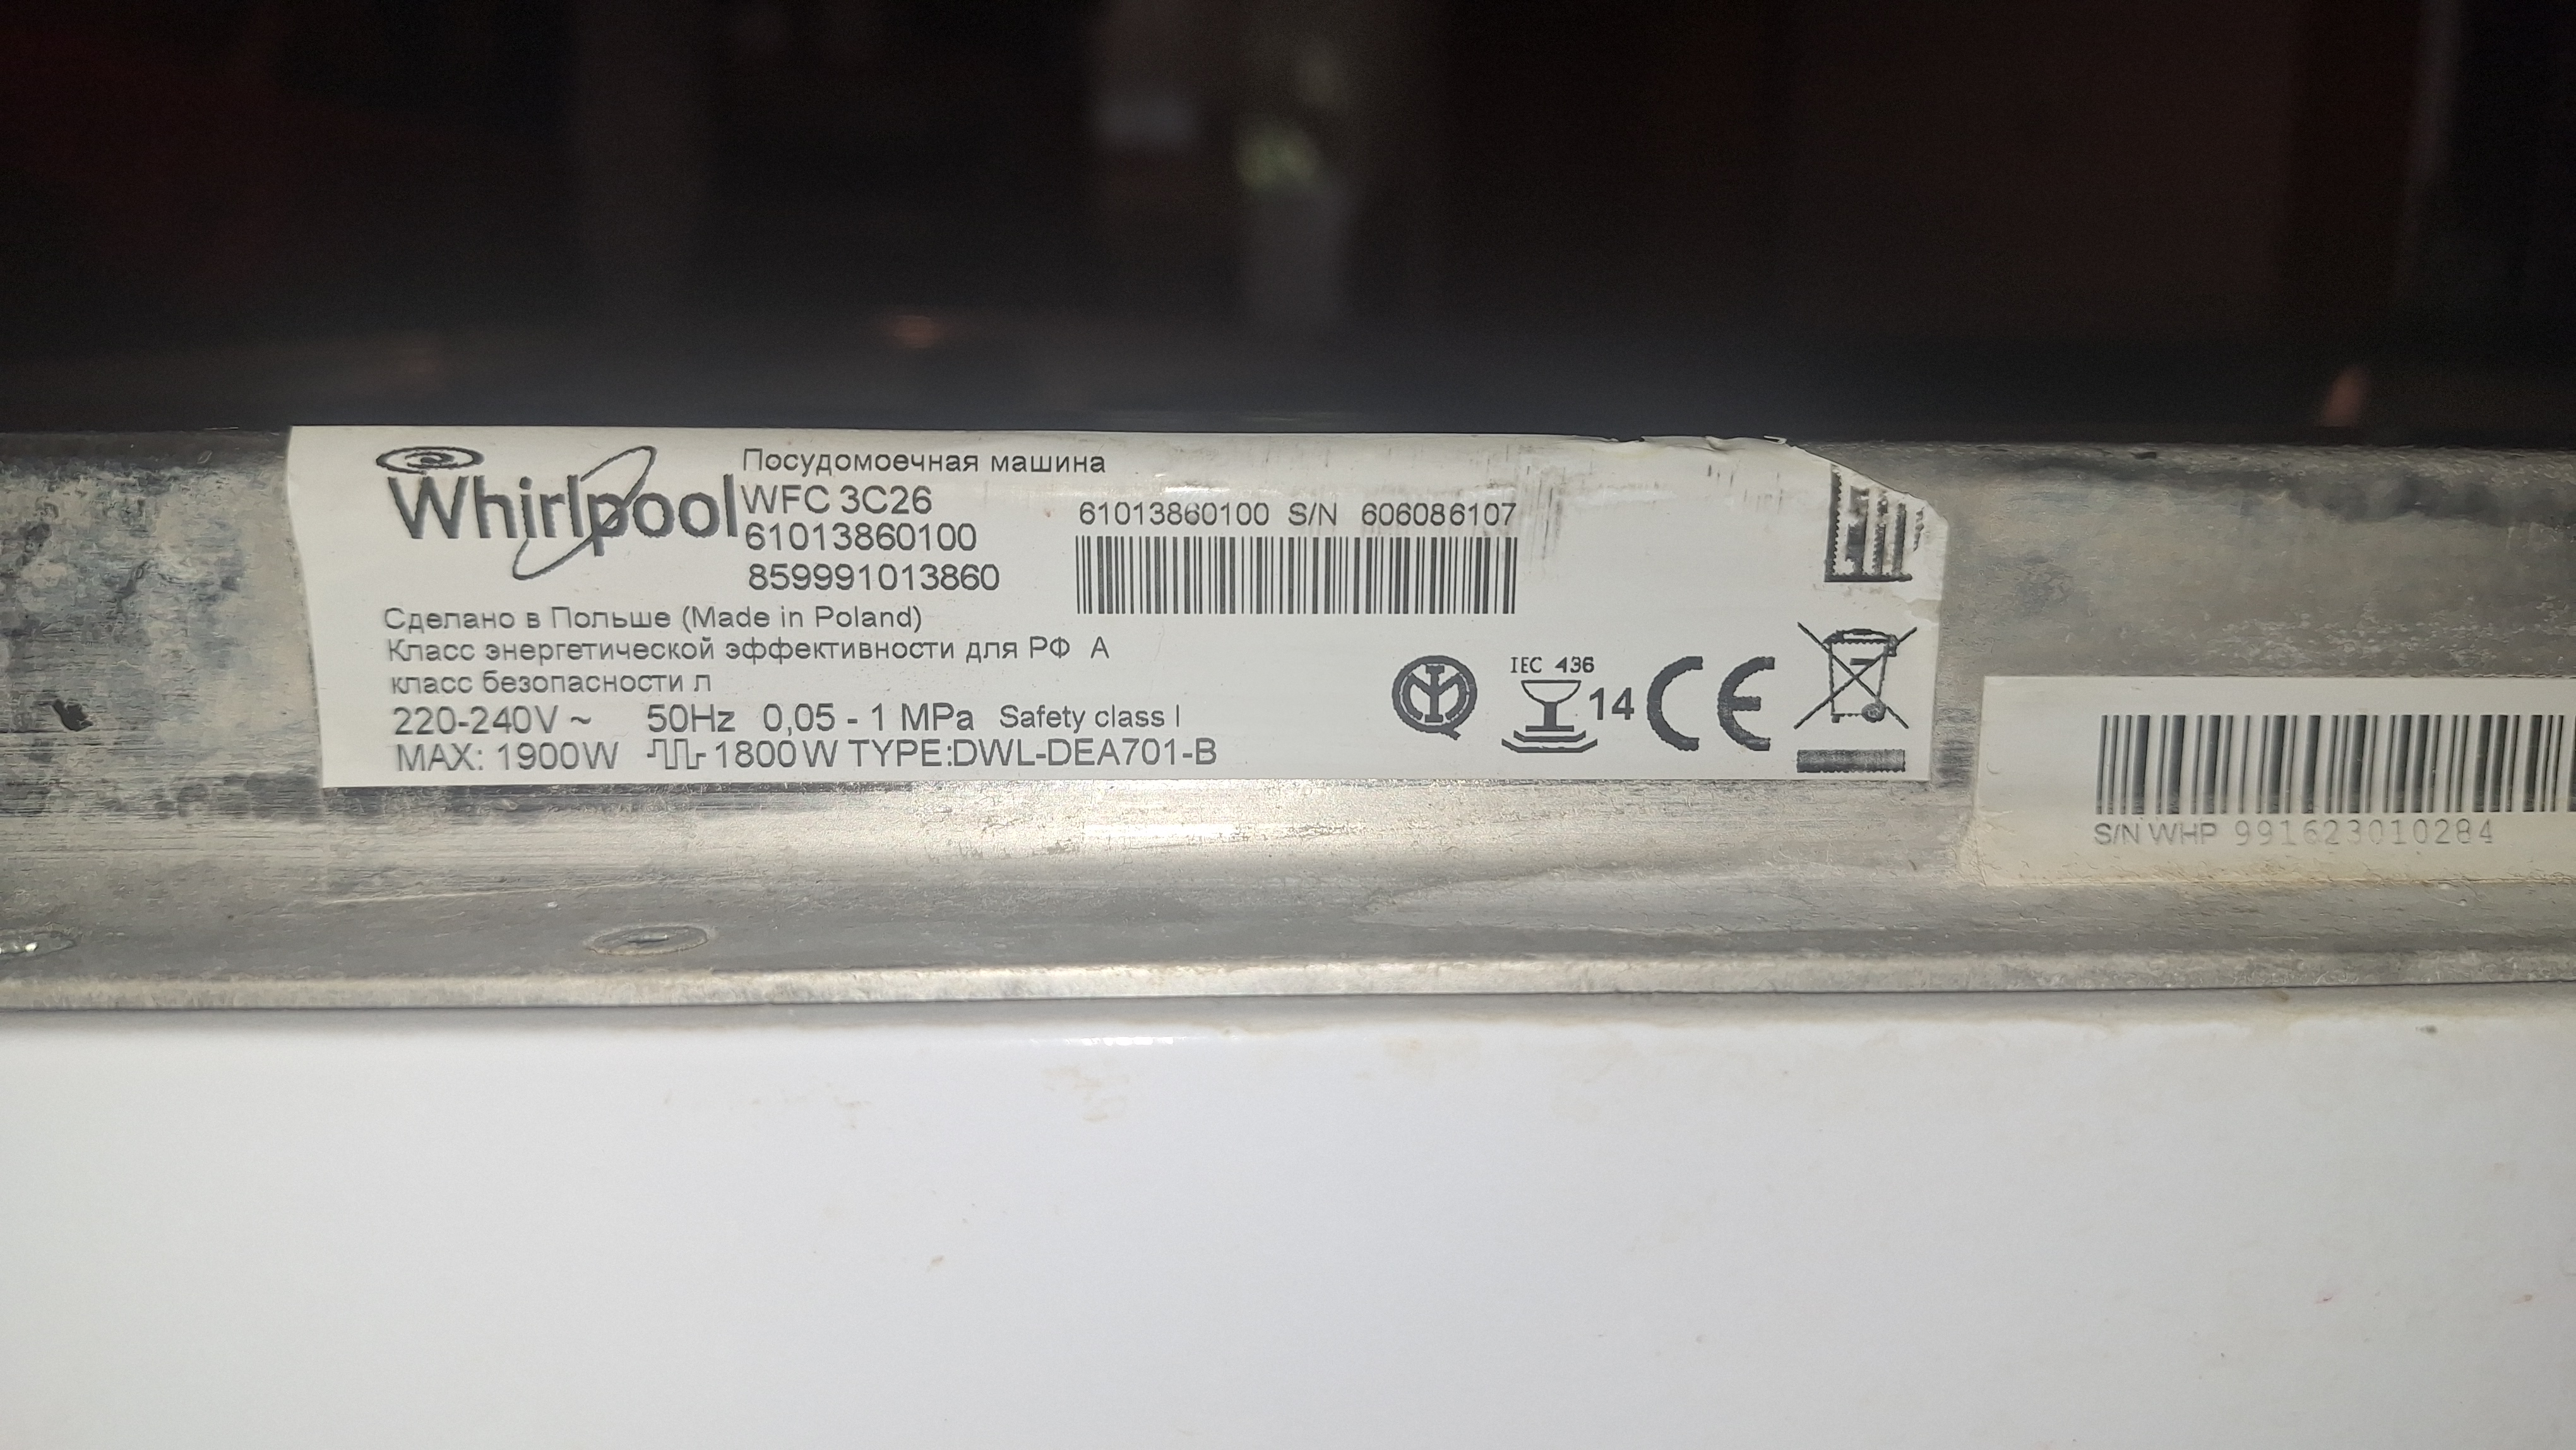 Whirlpool
Посудомоечная машина
WFC 3C26
61013860100
859991013860
61013860100 S/N 606086107
Сделано в Польше (Made in Poland)
Класс энергетической эффективности для РФ А
класс безопасности л
220-240V ~ 50Hz 0,05 - 1 MPa Safety class I
MAX: 1900W 1800W TYPE:DWL-DEA701-B
IEC 436
14
CE
S/N WHP 991623010284